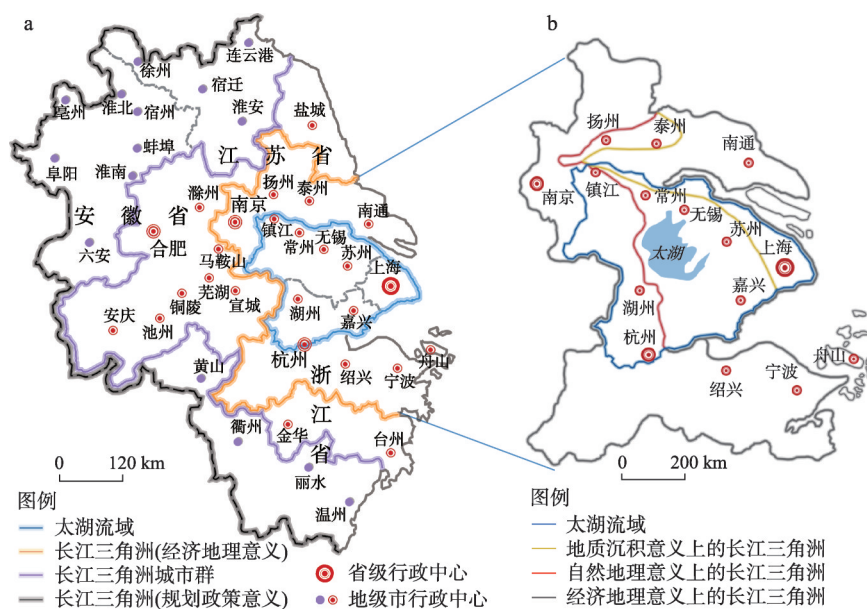 a
连云港
徐州
宿迁
淮北
亳州
宿州
淮安
盐城
蚌埠
江 苏 省
阜阳
淮南
扬州
泰州
滁州
安 徽 省
南京
南通
合肥
镇江
常州
无锡
苏州
六安
马鞍山
上海
芜湖
宣城
铜陵
湖州
嘉兴
安庆
池州
杭州
舟山
黄山
浙
绍兴
宁波
江
衢州
金华
台州
省
丽水
温州
0 120 km
图例
太湖流域
长江三角洲(经济地理意义)
长江三角洲城市群
长江三角洲(规划政策意义)
省级行政中心
地级市行政中心
b
扬州
泰州
南通
南京
镇江
常州
无锡
苏州
太湖
上海
湖州
嘉兴
杭州
舟山
绍兴
宁波
0 200 km
图例
太湖流域
地质沉积意义上的长江三角洲
自然地理意义上的长江三角洲
经济地理意义上的长江三角洲